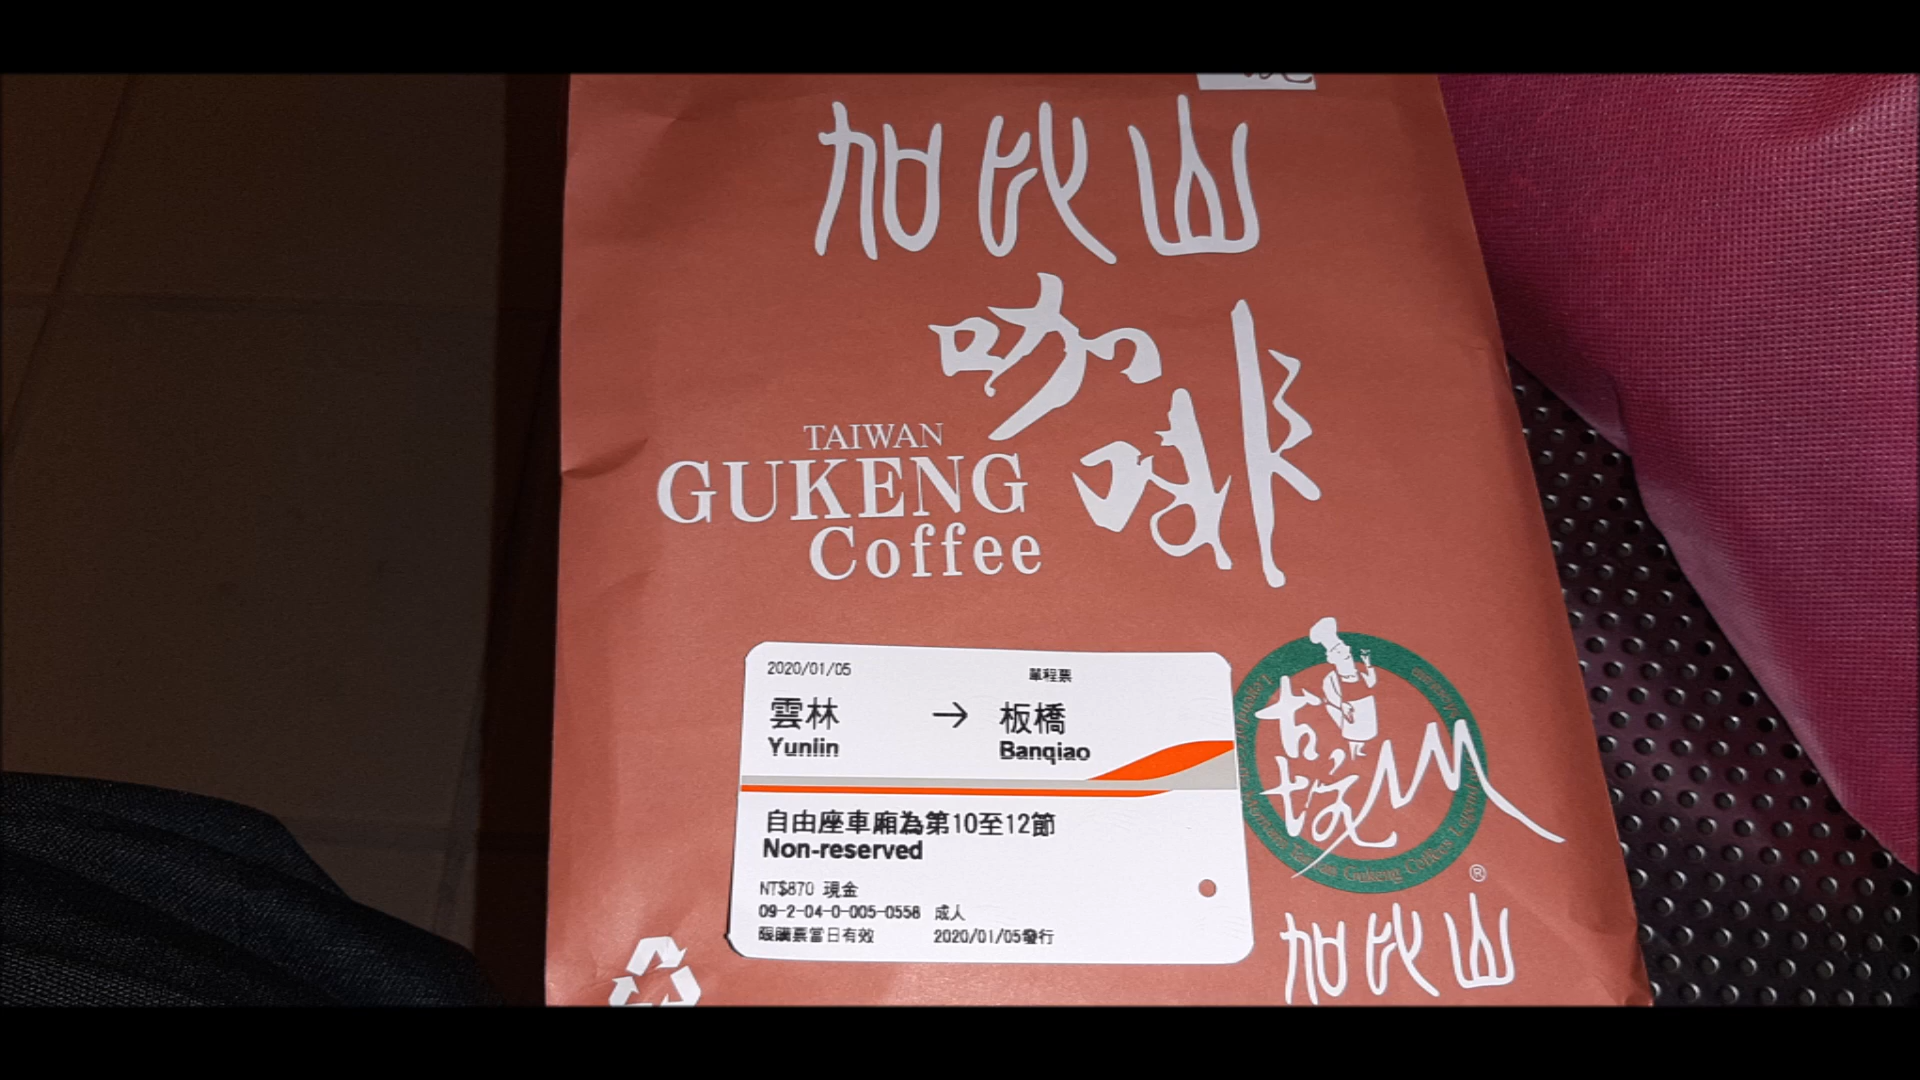 加比山
咖啡
TAIWAN
GUKENG
Coffee
2020/01/05 單程票
雲林 → 板橋
Yunlin Banqiao
自由座車廂為第10至12節
Non-reserved
NT$870 現金
09-2-04-0-005-0558 成人
限購票當日有效 2020/01/05發行
古坑
Gukeng Coffee Legend
®
加比山